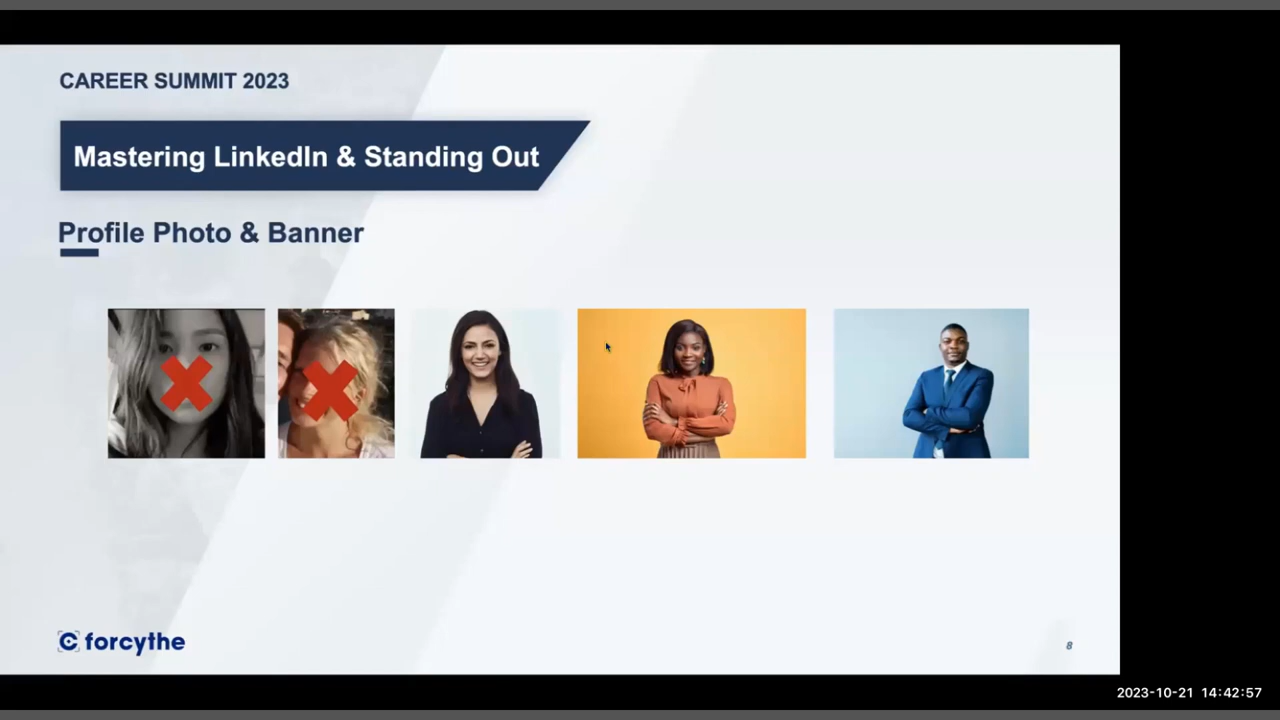 CAREER SUMMIT 2023
Mastering LinkedIn & Standing Out
Profile Photo & Banner
forcythe
8
2023-10-21 14:42:57